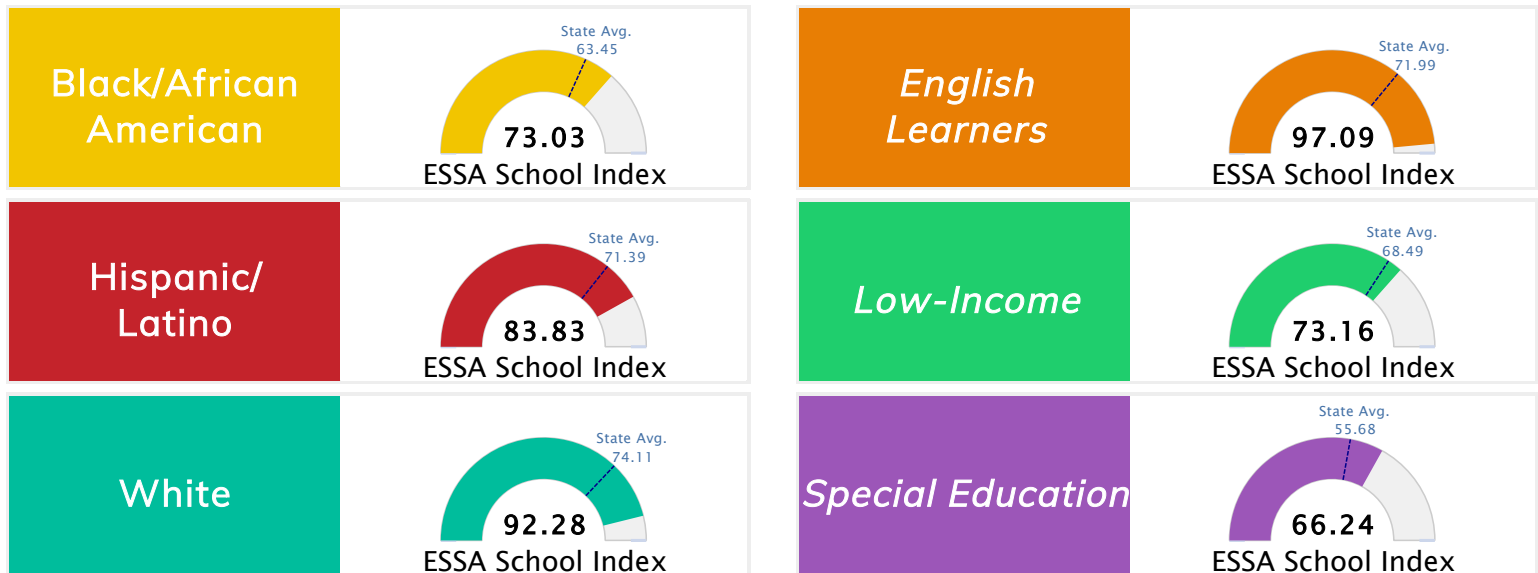 Black/African
American
State Avg.
63.45
73.03
ESSA School Index
English
Learners
State Avg.
71.99
97.09
ESSA School Index
Hispanic/
Latino
State Avg.
71.39
83.83
ESSA School Index
Low-Income
State Avg.
68.49
73.16
ESSA School Index
White
State Avg.
74.11
92.28
ESSA School Index
Special Education
State Avg.
55.68
66.24
ESSA School Index